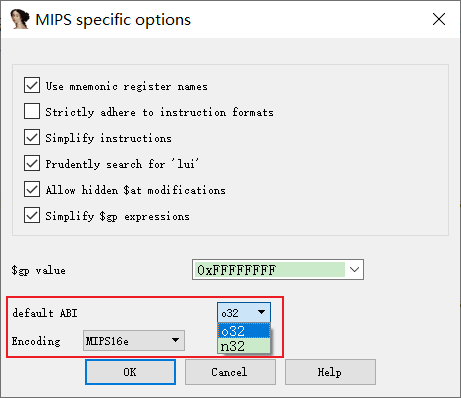 MIPS specific options
Use mnemonic register names
Strictly adhere to instruction formats
Simplify instructions
Prudently search for 'lui'
Allow hidden $at modifications
Simplify $gp expressions
$gp value 0xFFFFFFFF
default ABI o32
o32
Encoding MIPS16e n32
OK Cancel Help